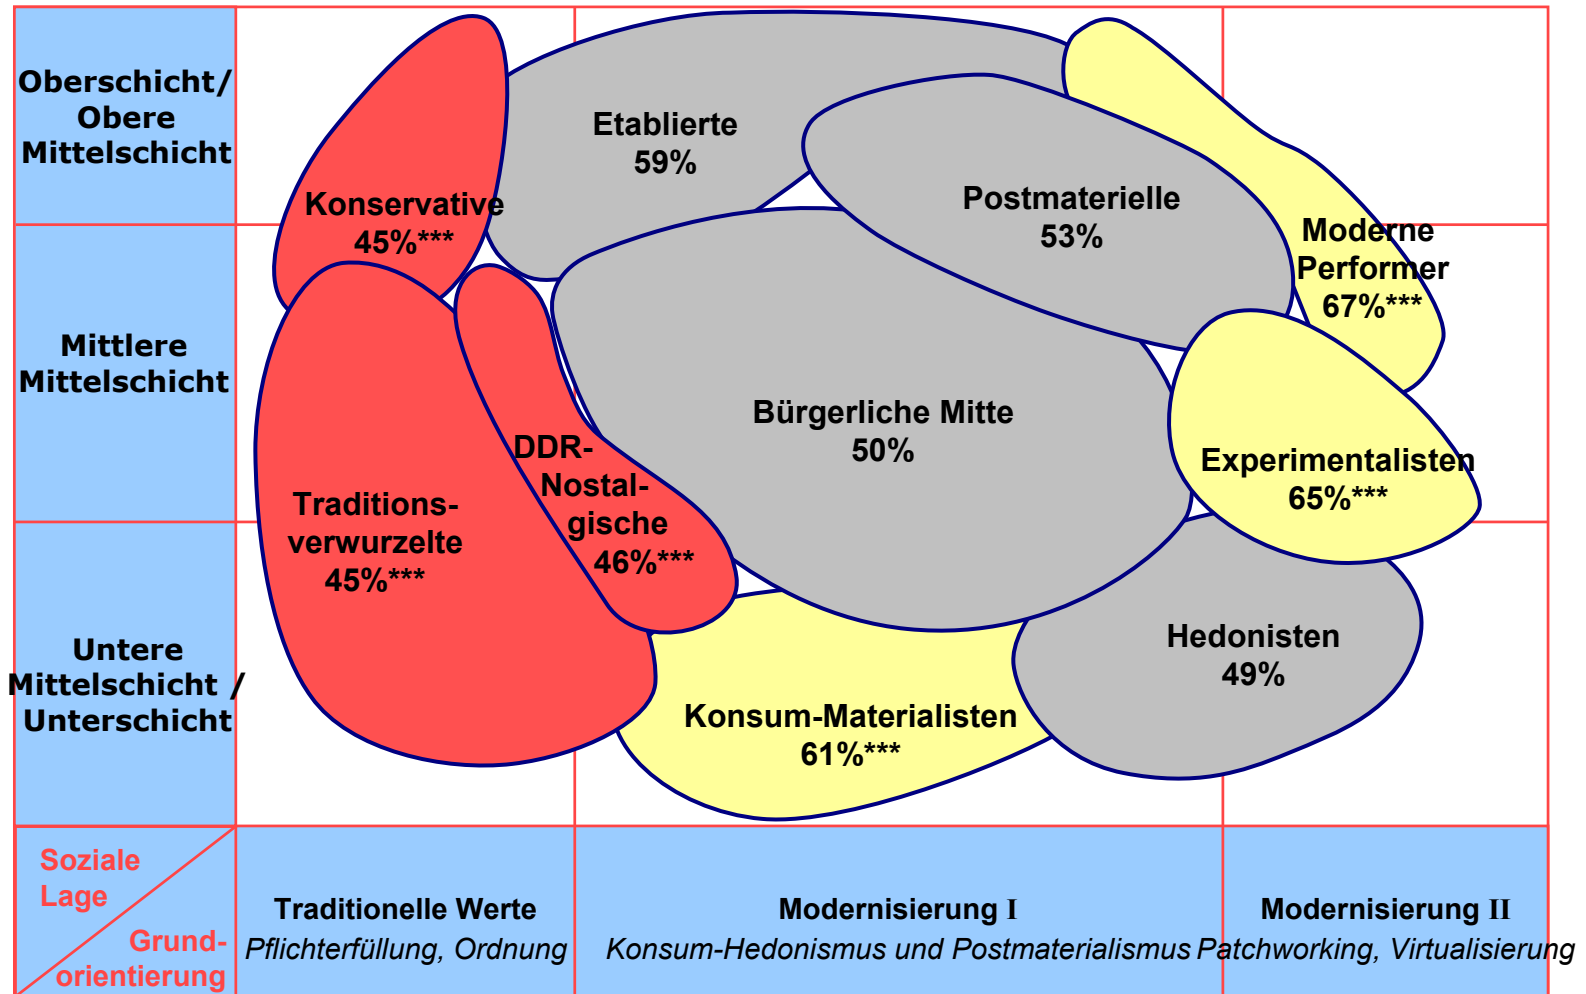 Oberschicht/
Obere
Mittelschicht
Etablierte
59%
Konservative
45%***
Postmaterielle
53%
Moderne
Performer
67%***
Mittlere
Mittelschicht
Bürgerliche Mitte
50%
DDR-
Nostal-
gische
46%***
Traditions-
verwurzelte
45%***
Experimentalisten
65%***
Untere
Mittelschicht /
Unterschicht
Hedonisten
49%
Konsum-Materialisten
61%***
Soziale
Lage
Grund-
orientierung
Traditionelle Werte
Pflichterfüllung, Ordnung
Modernisierung I
Konsum-Hedonismus und Postmaterialismus
Modernisierung II
Patchworking, Virtualisierung